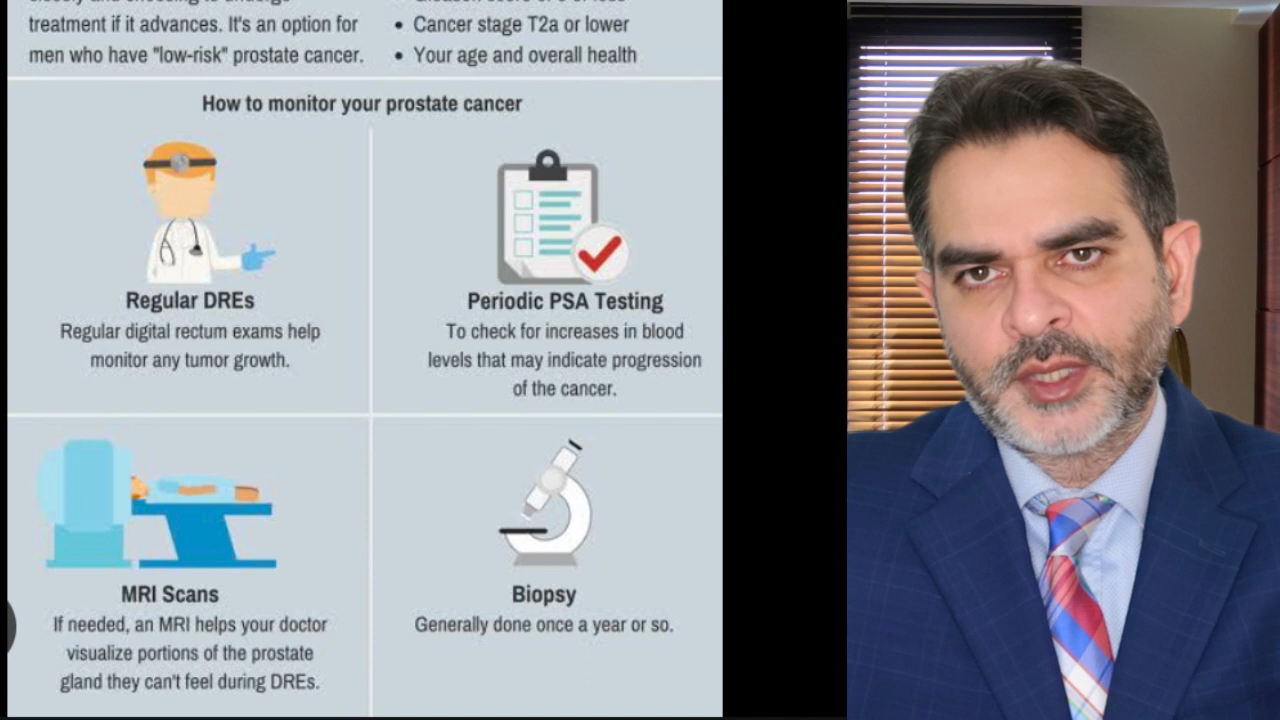 treatment if it advances. It's an option for
men who have "low-risk" prostate cancer.
• Cancer stage T2a or lower
• Your age and overall health
How to monitor your prostate cancer
Regular DREs
Regular digital rectum exams help
monitor any tumor growth.
Periodic PSA Testing
To check for increases in blood
levels that may indicate progression
of the cancer.
MRI Scans
If needed, an MRI helps your doctor
visualize portions of the prostate
gland they can't feel during DREs.
Biopsy
Generally done once a year or so.